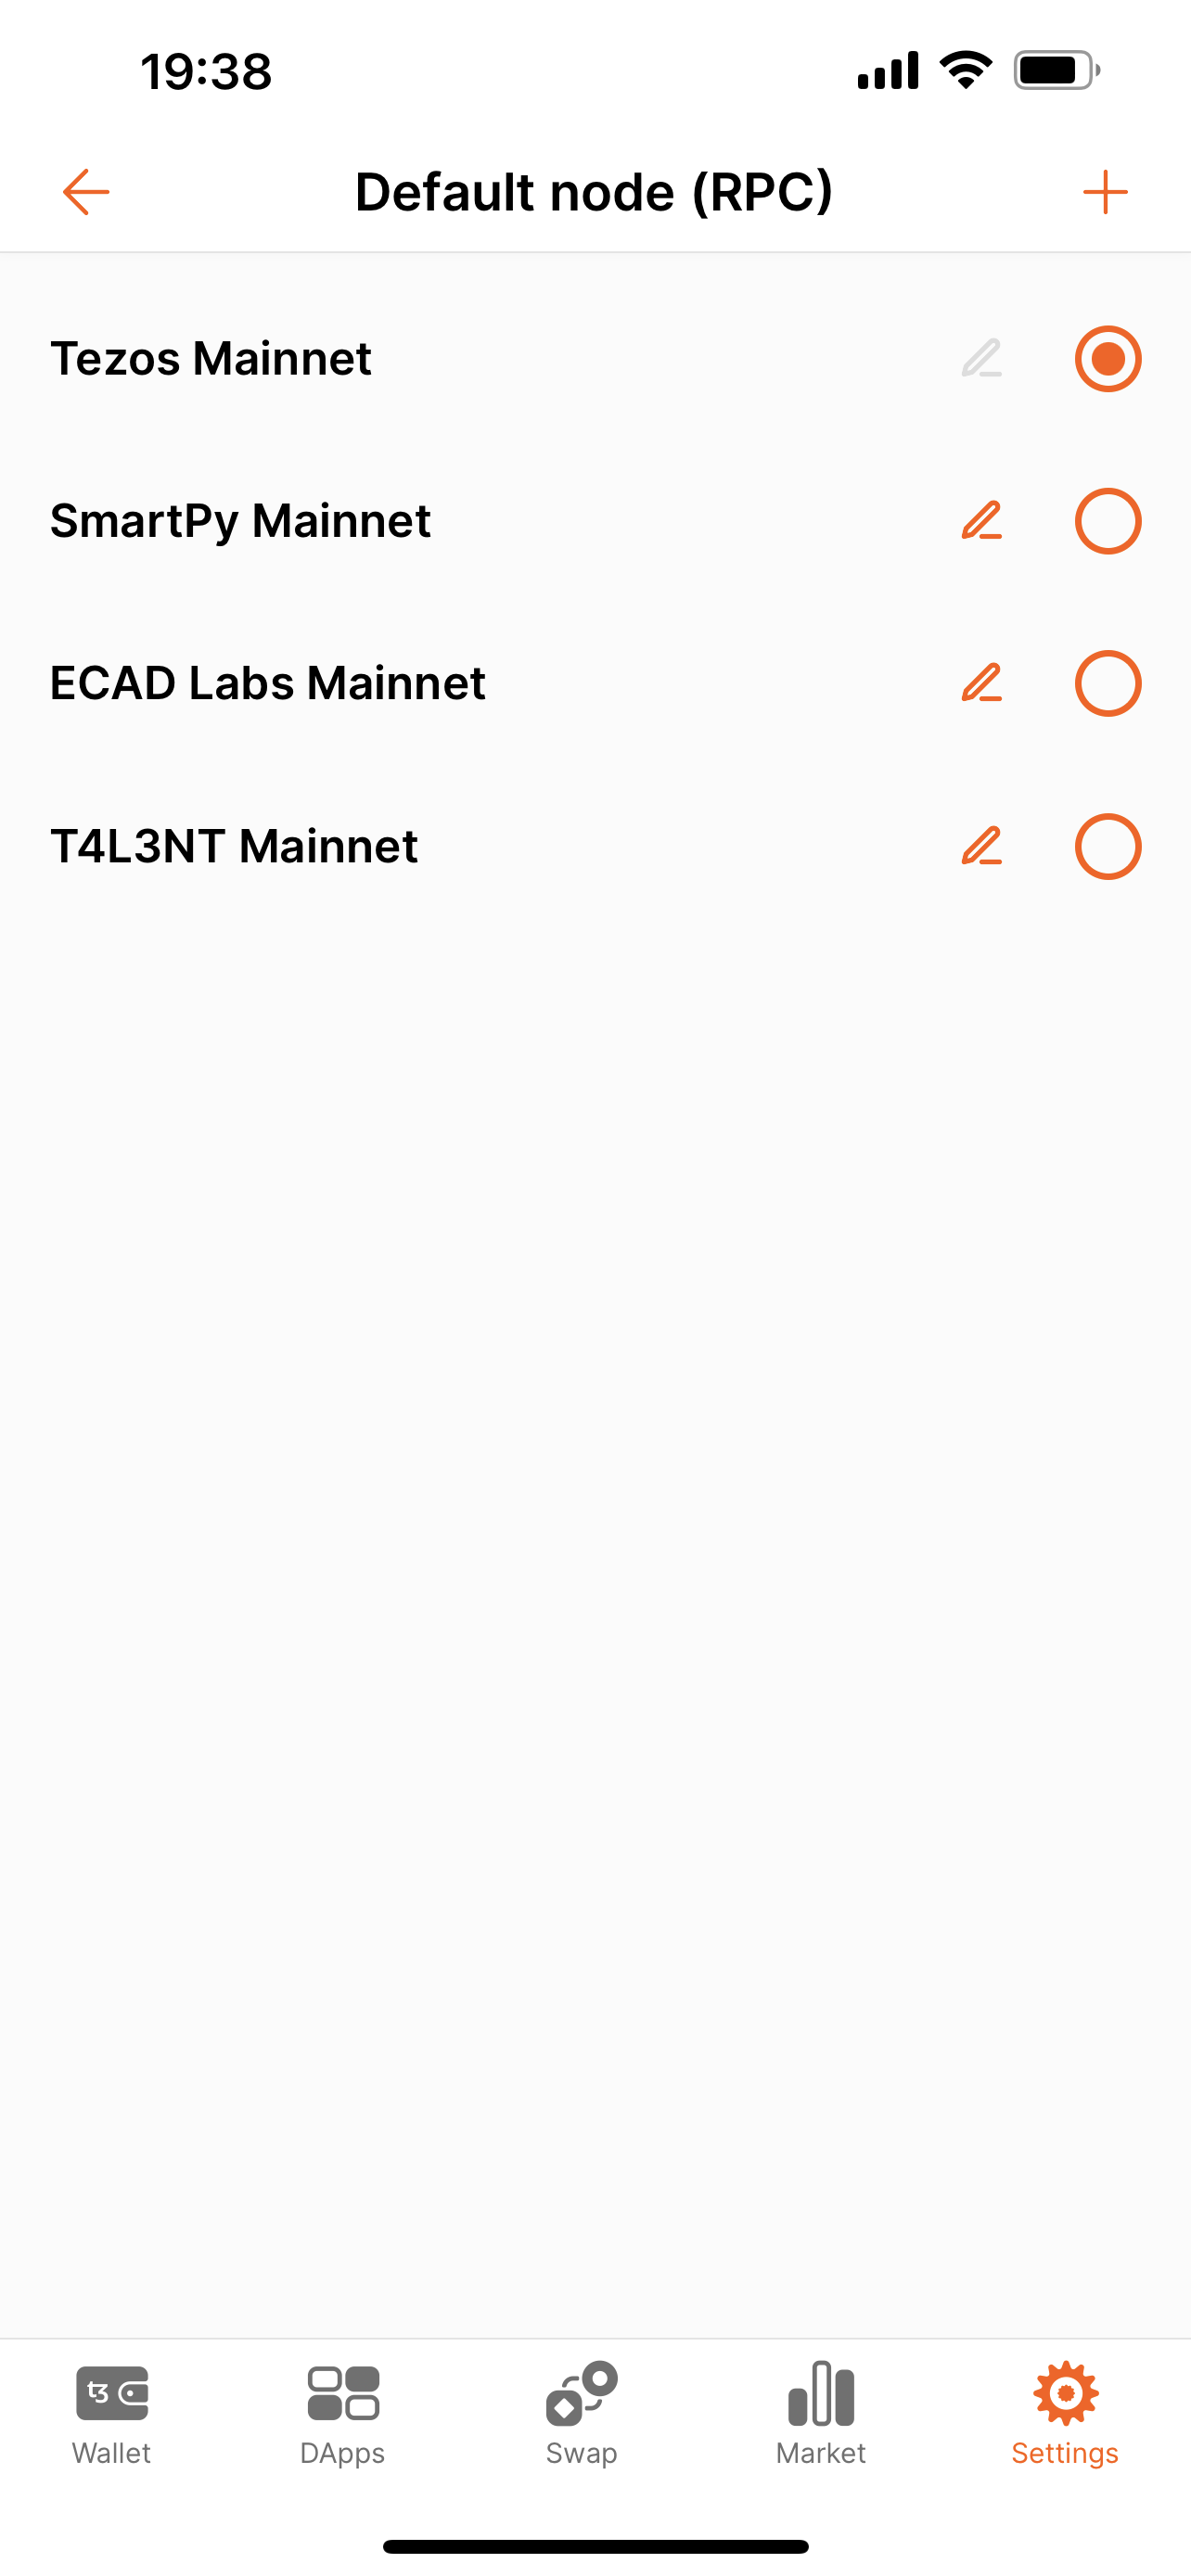 19:38
Default node (RPC)
Tezos Mainnet
SmartPy Mainnet
ECAD Labs Mainnet
T4L3NT Mainnet
Wallet
DApps
Swap
Market
Settings